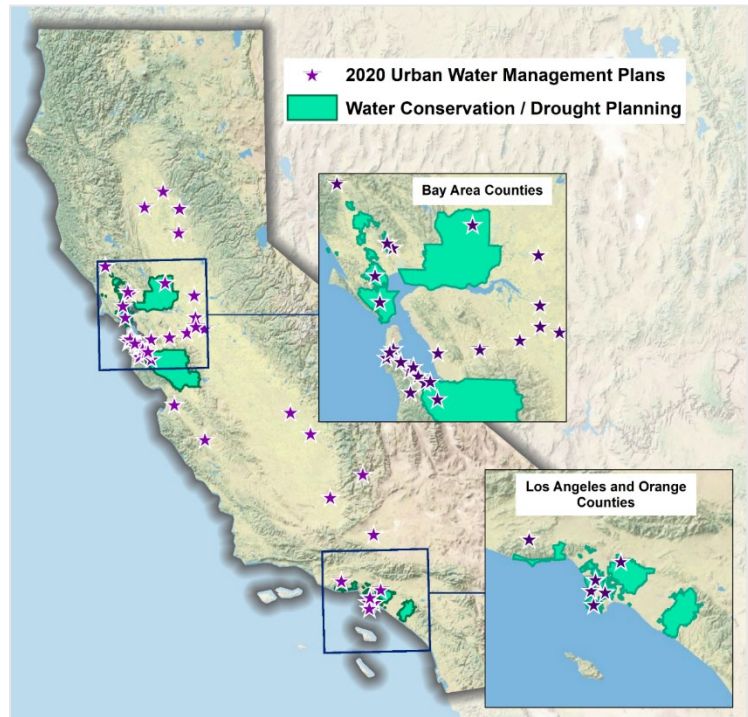 2020 Urban Water Management Plans
Water Conservation / Drought Planning
Bay Area Counties
Los Angeles and Orange
Counties